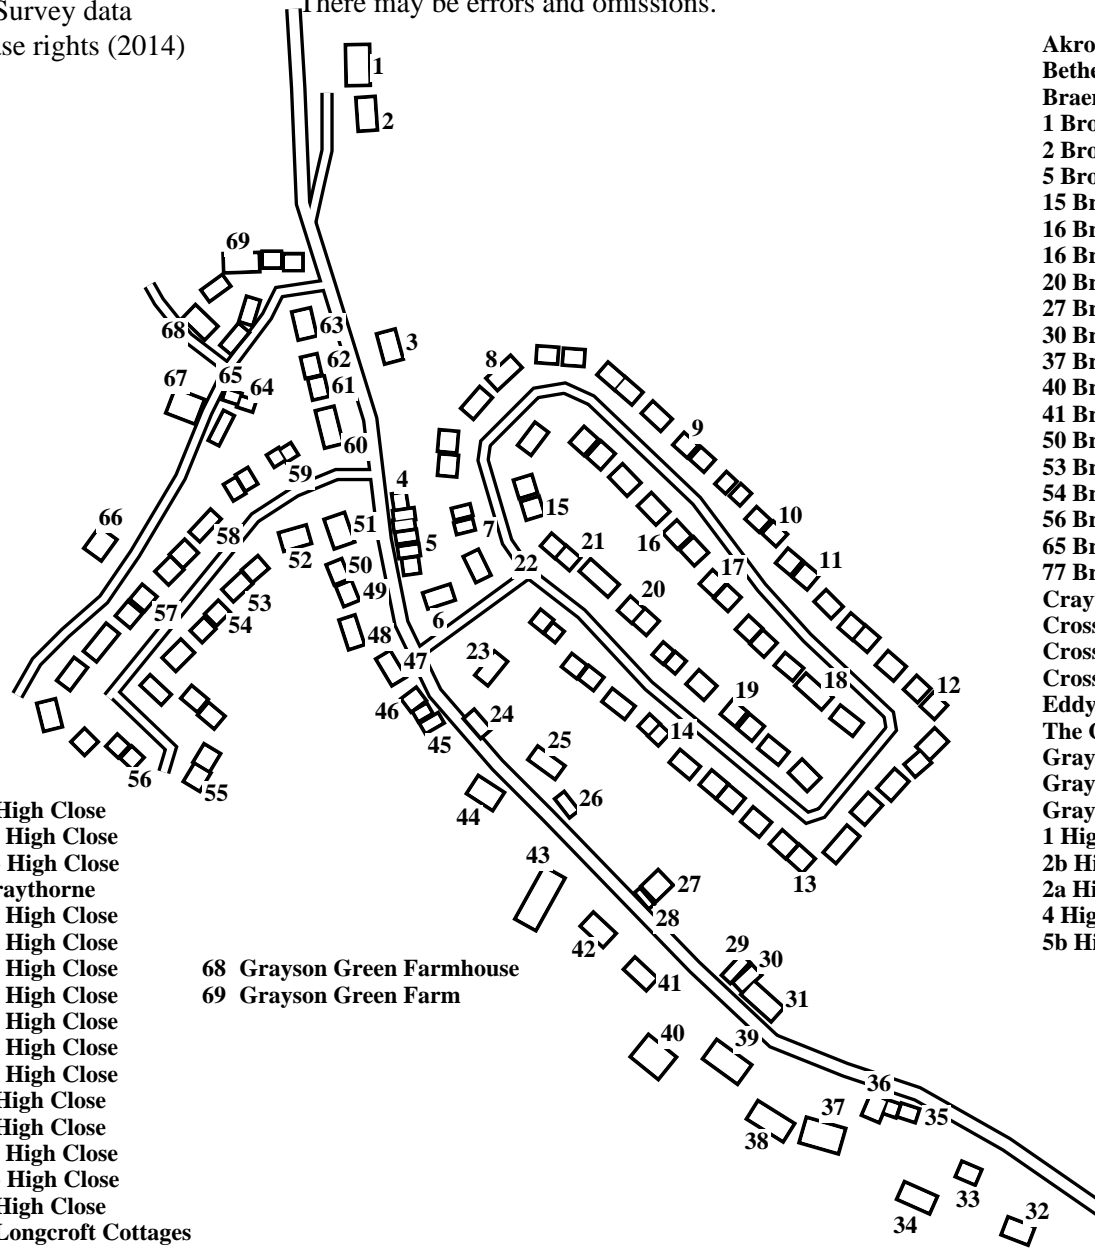 Survey data
There may be errors and omissions.
use rights (2014)
1
2
3
4
5
6
7
8
9
10
11
12
13
14
15
16
17
18
19
20
21
22
23
24
25
26
27
28
29
30
31
32
33
34
35
36
37
38
39
40
41
42
43
44
45
46
47
48
49
50
51
52
53
54
55
56
57
58
59
60
61
62
63
64
65
66
67
68
69
High Close
High Close
High Close
raythorne
High Close
High Close
High Close
High Close
High Close
High Close
High Close
High Close
High Close
High Close
High Close
High Close
Longcroft Cottages
68 Grayson Green Farmhouse
69 Grayson Green Farm
Akro
Bethe
Braer
1 Bro
2 Bro
5 Bro
15 Br
16 Br
16 Br
20 Br
27 Br
30 Br
37 Br
40 Br
41 Br
50 Br
53 Br
54 Br
56 Br
65 Br
77 Br
Cray
Cross
Cross
Cross
Eddy
The
Gray
Gray
Gray
1 Hig
2b Hi
2a Hi
4 Hig
5b Hi